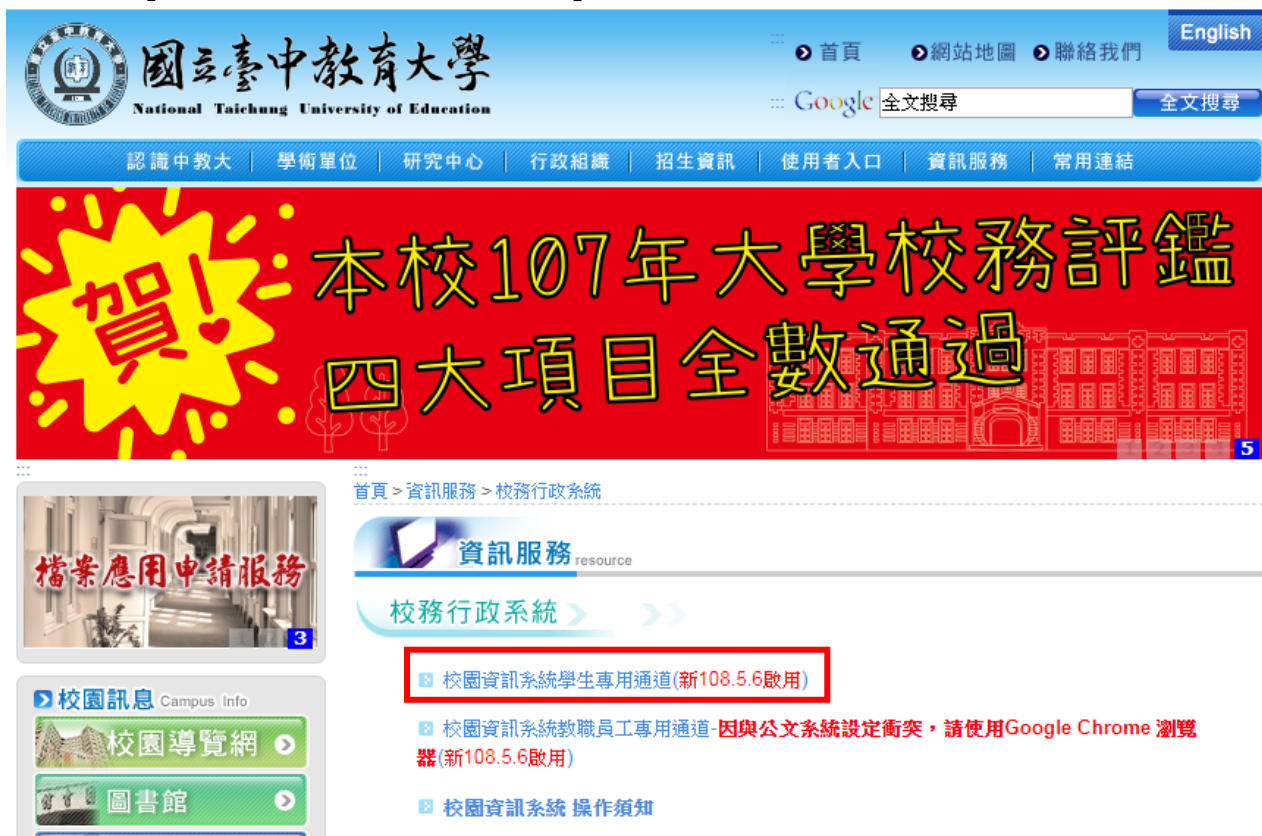 English
國立臺中教育大學
National Taichung University of Education
首頁 網站地圖 聯絡我們
Google 全文搜尋 全文搜尋
認識中教大 | 學術單位 | 研究中心 | 行政組織 | 招生資訊 | 使用者入口 | 資訊服務 | 常用連結
賀!
本校107年大學校務評鑑
四大項目全數通過
1 2 3 4 5
檔案應用申請服務
1 2 3
首頁 > 資訊服務 > 校務行政系統
資訊服務 resource
校務行政系統
校園資訊系統學生專用通道(新108.5.6啟用)
校園訊息 Campus Info
校園資訊系統教職員工專用通道-因與公文系統設定衝突,請使用Google Chrome 瀏覽
器(新108.5.6啟用)
校園導覽網
圖書館
校園資訊系統 操作須知